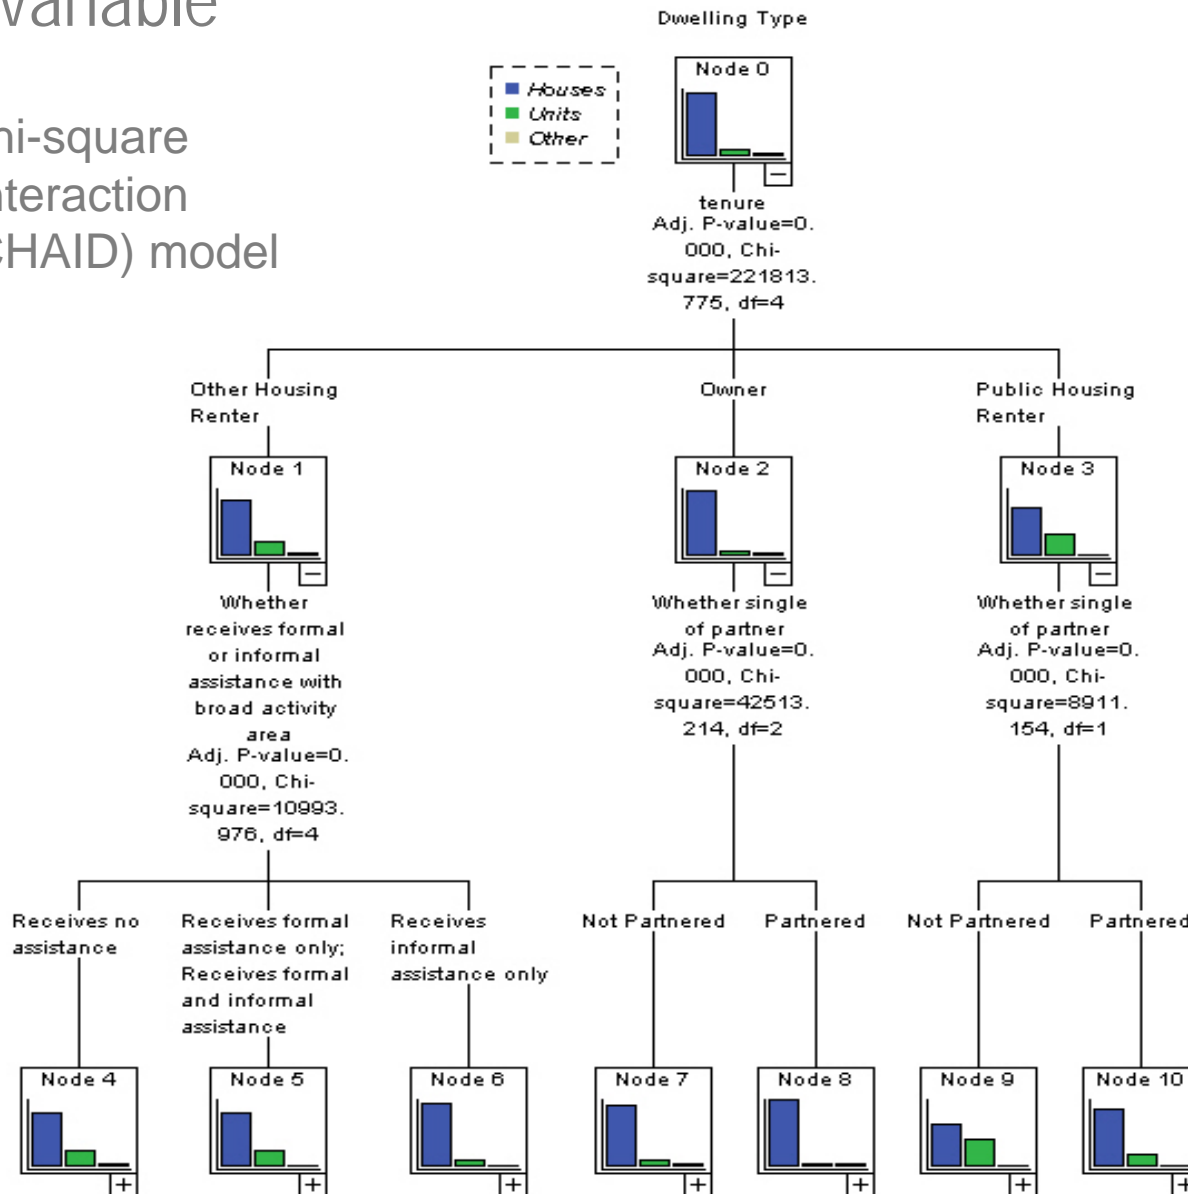 variable
Dwelling Type
hi-square
nteraction
CHAID) model
Houses
Units
Other
Node 0
tenure
Adj. P-value=0.
000, Chi-
square=221813.
775, df=4
Other Housing
Renter
Owner
Public Housing
Renter
Node 1
Node 2
Node 3
Whether
receives formal
or informal
assistance with
broad activity
area
Adj. P-value=0.
000, Chi-
square=10993.
976, df=4
Whether single
of partner
Adj. P-value=0.
000, Chi-
square=42513.
214, df=2
Whether single
of partner
Adj. P-value=0.
000, Chi-
square=8911.
154, df=1
Receives no
assistance
Receives formal
assistance only;
Receives formal
and informal
assistance
Receives
informal
assistance only
Not Partnered
Partnered
Not Partnered
Partnered
Node 4
Node 5
Node 6
Node 7
Node 8
Node 9
Node 10